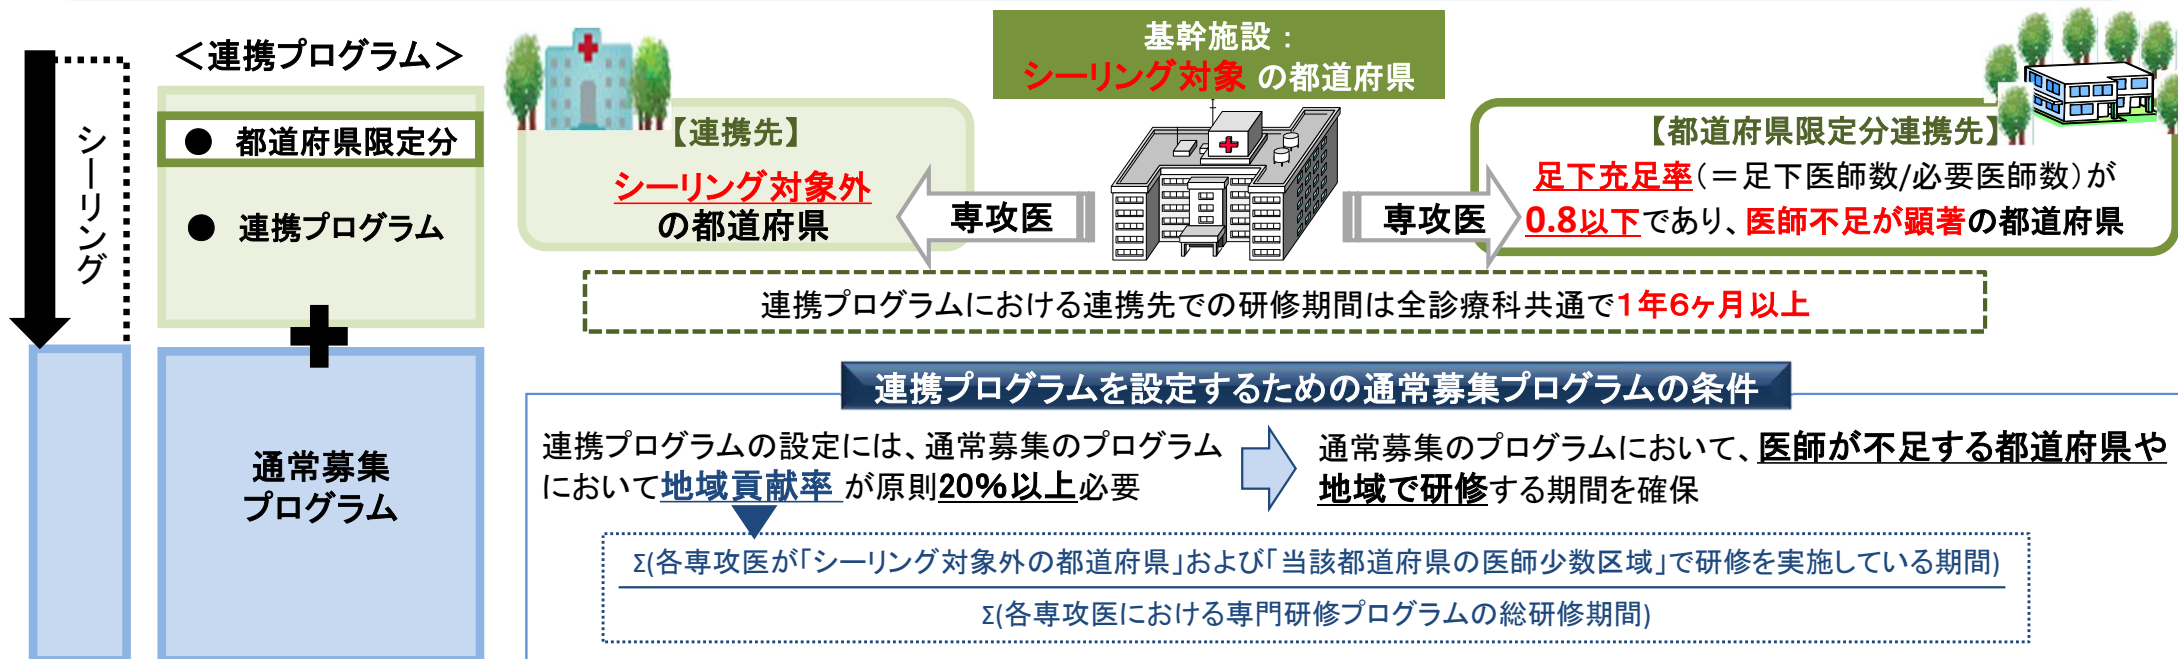 シーリング
＜連携プログラム＞
● 都道府県限定分
● 連携プログラム
通常募集
プログラム
基幹施設：
シーリング対象 の都道府県
【連携先】
シーリング対象外
の都道府県
専攻医
専攻医
【都道府県限定分連携先】
足下充足率（＝足下医師数/必要医師数）が
0.8以下であり、医師不足が顕著の都道府県
連携プログラムにおける連携先での研修期間は全診療科共通で１年６ヶ月以上
連携プログラムを設定するための通常募集プログラムの条件
連携プログラムの設定には、通常募集のプログラム
において地域貢献率 が原則20％以上必要
通常募集のプログラムにおいて、医師が不足する都道府県や
地域で研修する期間を確保
Σ(各専攻医が「シーリング対象外の都道府県」および「当該都道府県の医師少数区域」で研修を実施している期間)
Σ(各専攻医における専門研修プログラムの総研修期間)